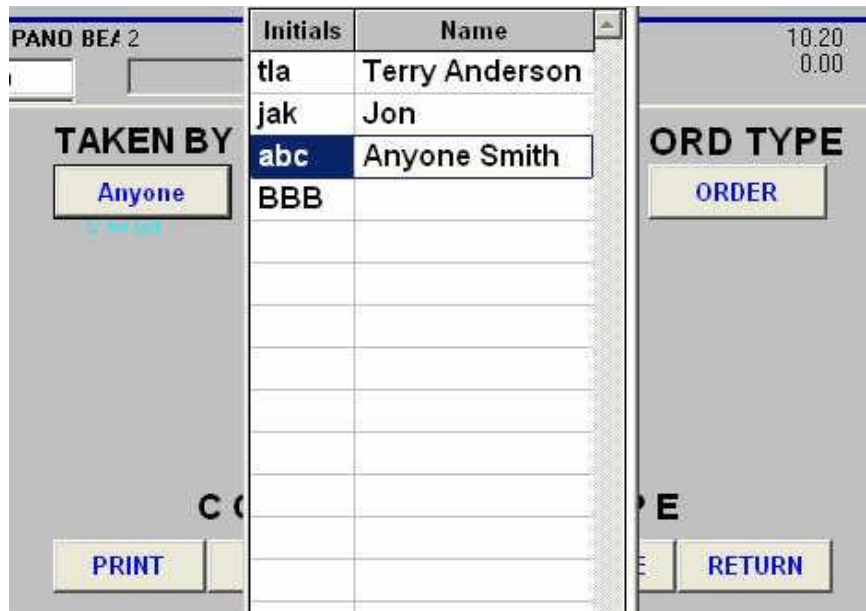 PANO BEA 2
10.20
0.00
Initials Name
tla Terry Anderson
jak Jon
abc Anyone Smith
BBB
TAKEN BY
ORD TYPE
Anyone
ORDER
C
P E
PRINT
E
RETURN